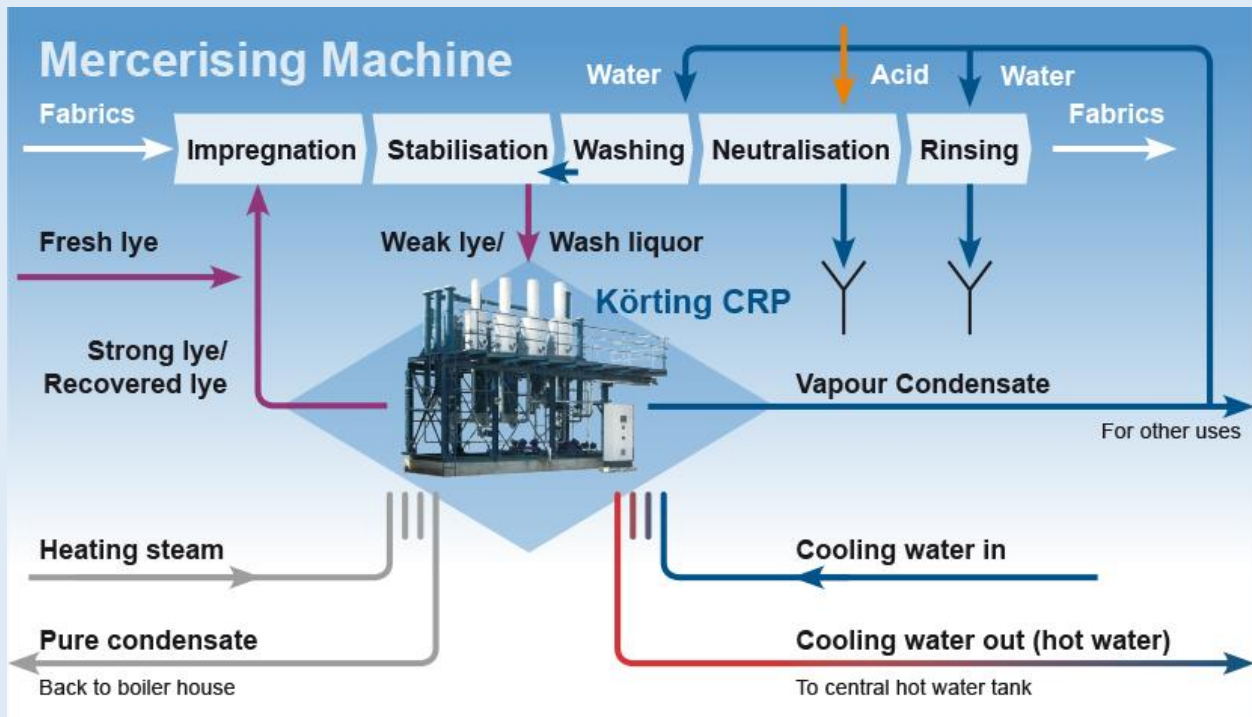 Mercerising Machine
Water
Acid
Water
Fabrics
Fabrics
Impregnation
Stabilisation
Washing
Neutralisation
Rinsing
Fresh lye
Weak lye/
Wash liquor
Körting CRP
Strong lye/
Recovered lye
Vapour Condensate
For other uses
Heating steam
Cooling water in
Pure condensate
Cooling water out (hot water)
Back to boiler house
To central hot water tank